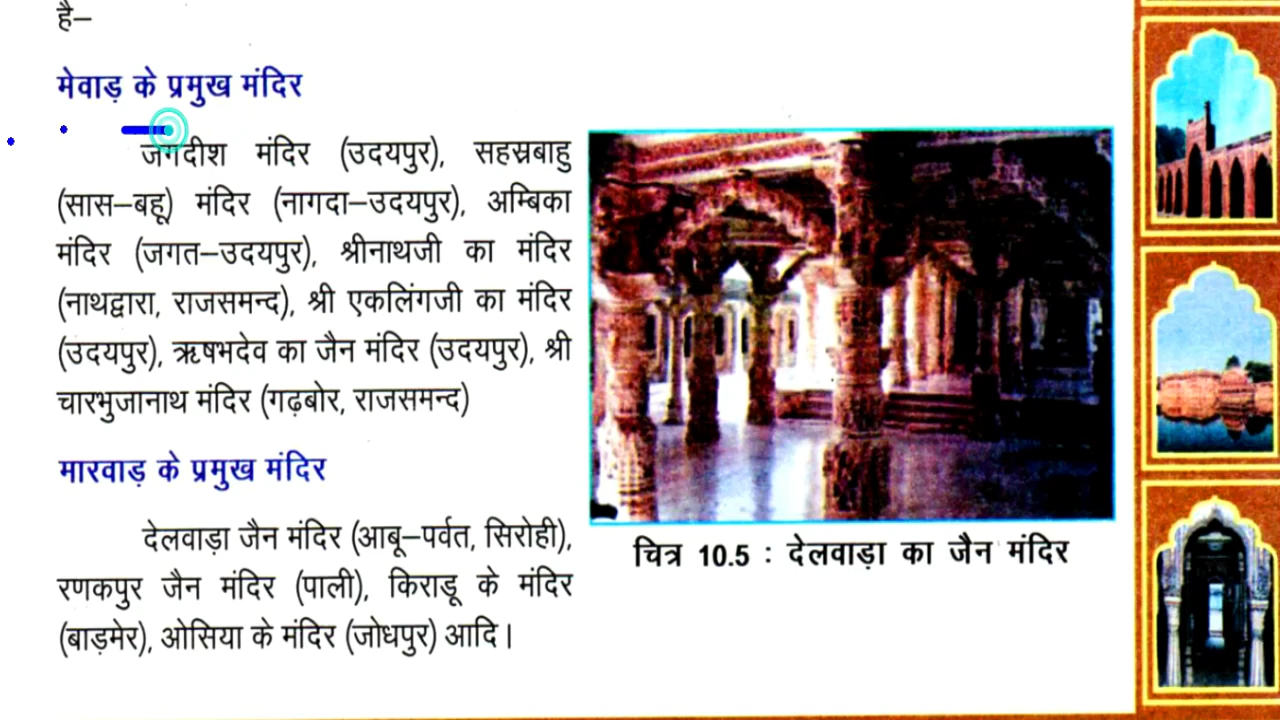 है–
मेवाड़ के प्रमुख मंदिर
जगदीश मंदिर (उदयपुर), सहस्रबाहु
(सास–बहू) मंदिर (नागदा–उदयपुर), अम्बिका
मंदिर (जगत–उदयपुर), श्रीनाथजी का मंदिर
(नाथद्वारा, राजसमन्द), श्री एकलिंगजी का मंदिर
(उदयपुर), ऋषभदेव का जैन मंदिर (उदयपुर), श्री
चारभुजानाथ मंदिर (गढ़बोर, राजसमन्द)
मारवाड़ के प्रमुख मंदिर
देलवाड़ा जैन मंदिर (आबू–पर्वत, सिरोही),
रणकपुर जैन मंदिर (पाली), किराडू के मंदिर
(बाड़मेर), ओसिया के मंदिर (जोधपुर) आदि।
चित्र 10.5 : देलवाड़ा का जैन मंदिर